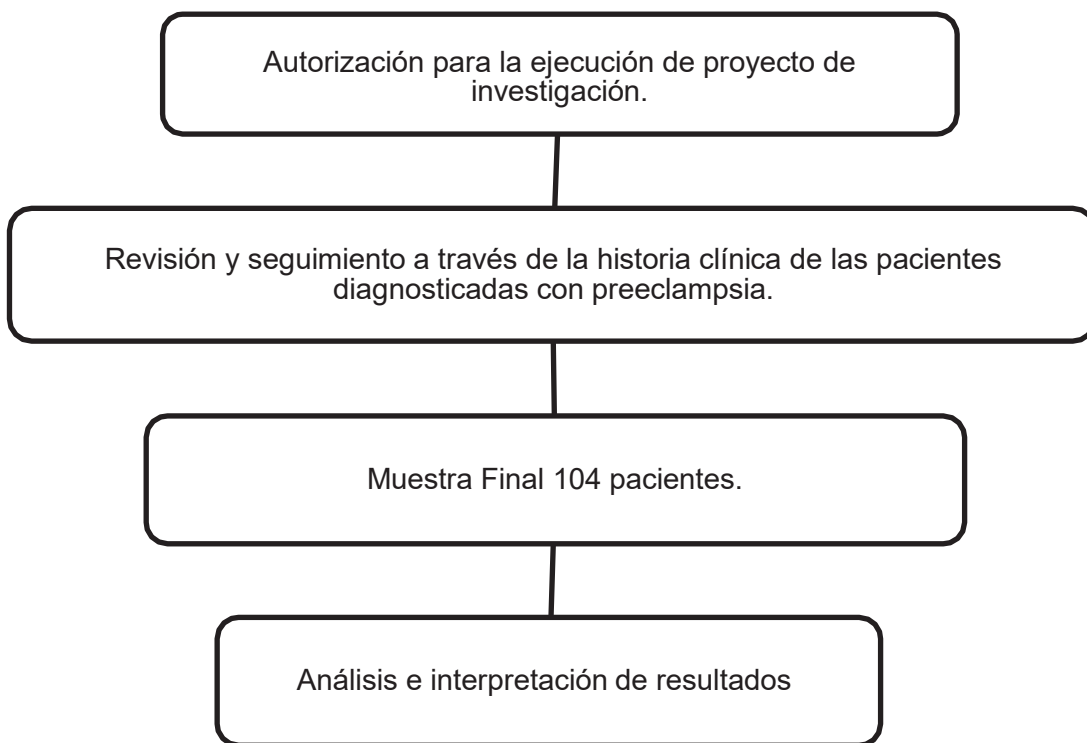 Autorización para la ejecución de proyecto de
investigación.
Revisión y seguimiento a través de la historia clínica de las pacientes
diagnosticadas con preeclampsia.
Muestra Final 104 pacientes.
Análisis e interpretación de resultados